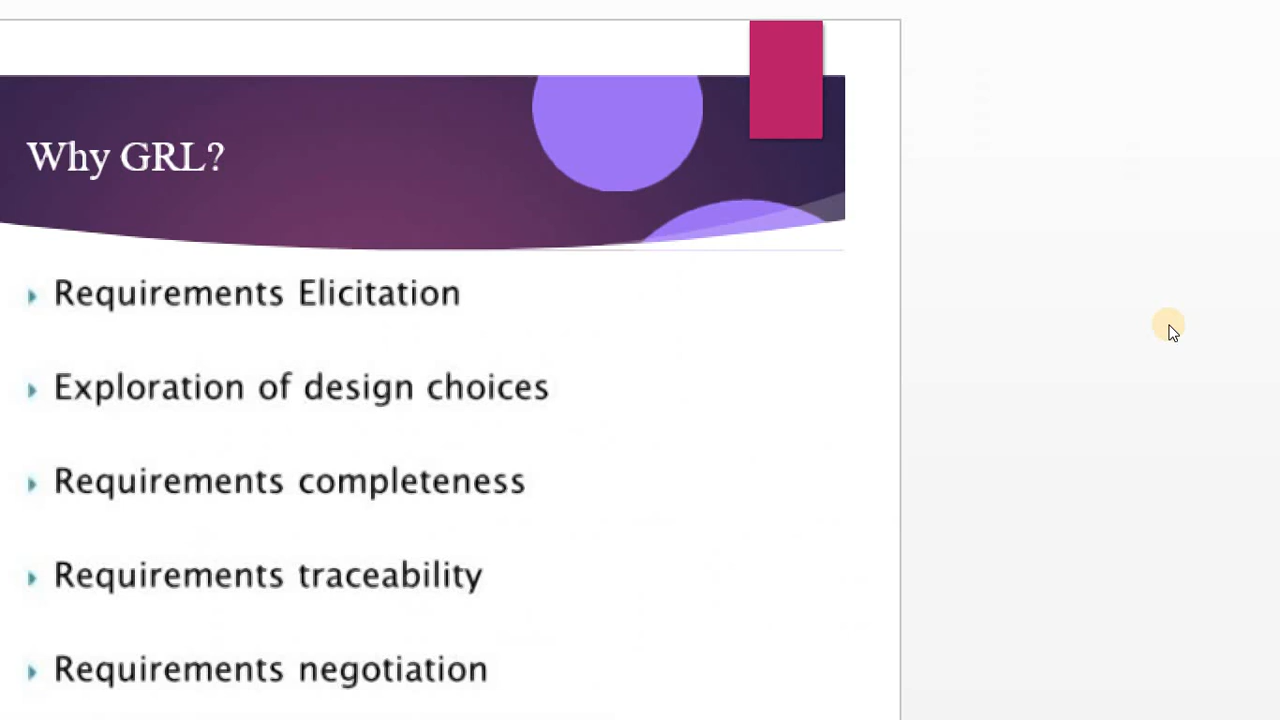 Why GRL?
Requirements Elicitation
Exploration of design choices
Requirements completeness
Requirements traceability
Requirements negotiation